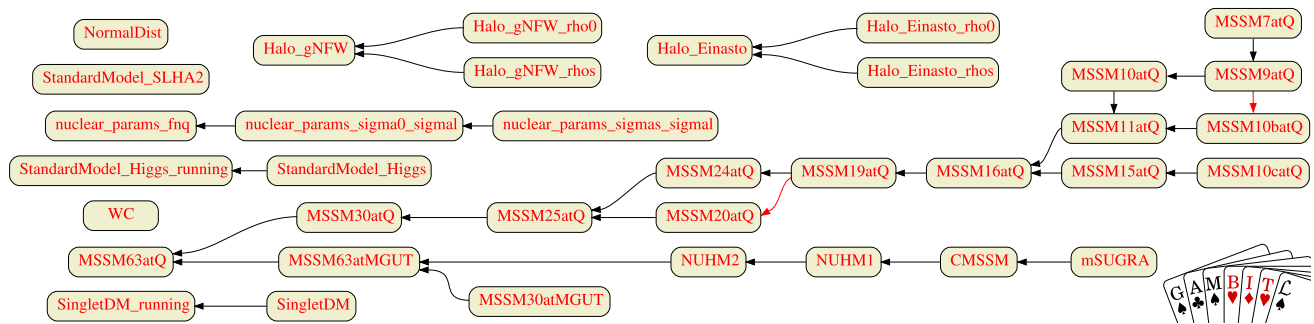 NormalDist
Halo_gNFW
Halo_gNFW_rho0
Halo_gNFW_rhos
Halo_Einasto
Halo_Einasto_rho0
Halo_Einasto_rhos
MSSM7atQ
StandardModel_SLHA2
MSSM10atQ
MSSM9atQ
nuclear_params_fnq
nuclear_params_sigma0_sigmal
nuclear_params_sigmas_sigmal
MSSM11atQ
MSSM10batQ
StandardModel_Higgs_running
StandardModel_Higgs
MSSM24atQ
MSSM19atQ
MSSM16atQ
MSSM15atQ
MSSM10catQ
WC
MSSM30atQ
MSSM25atQ
MSSM20atQ
MSSM63atQ
MSSM63atMGUT
NUHM2
NUHM1
CMSSM
mSUGRA
SingletDM_running
SingletDM
MSSM30atMGUT
GAMBIT